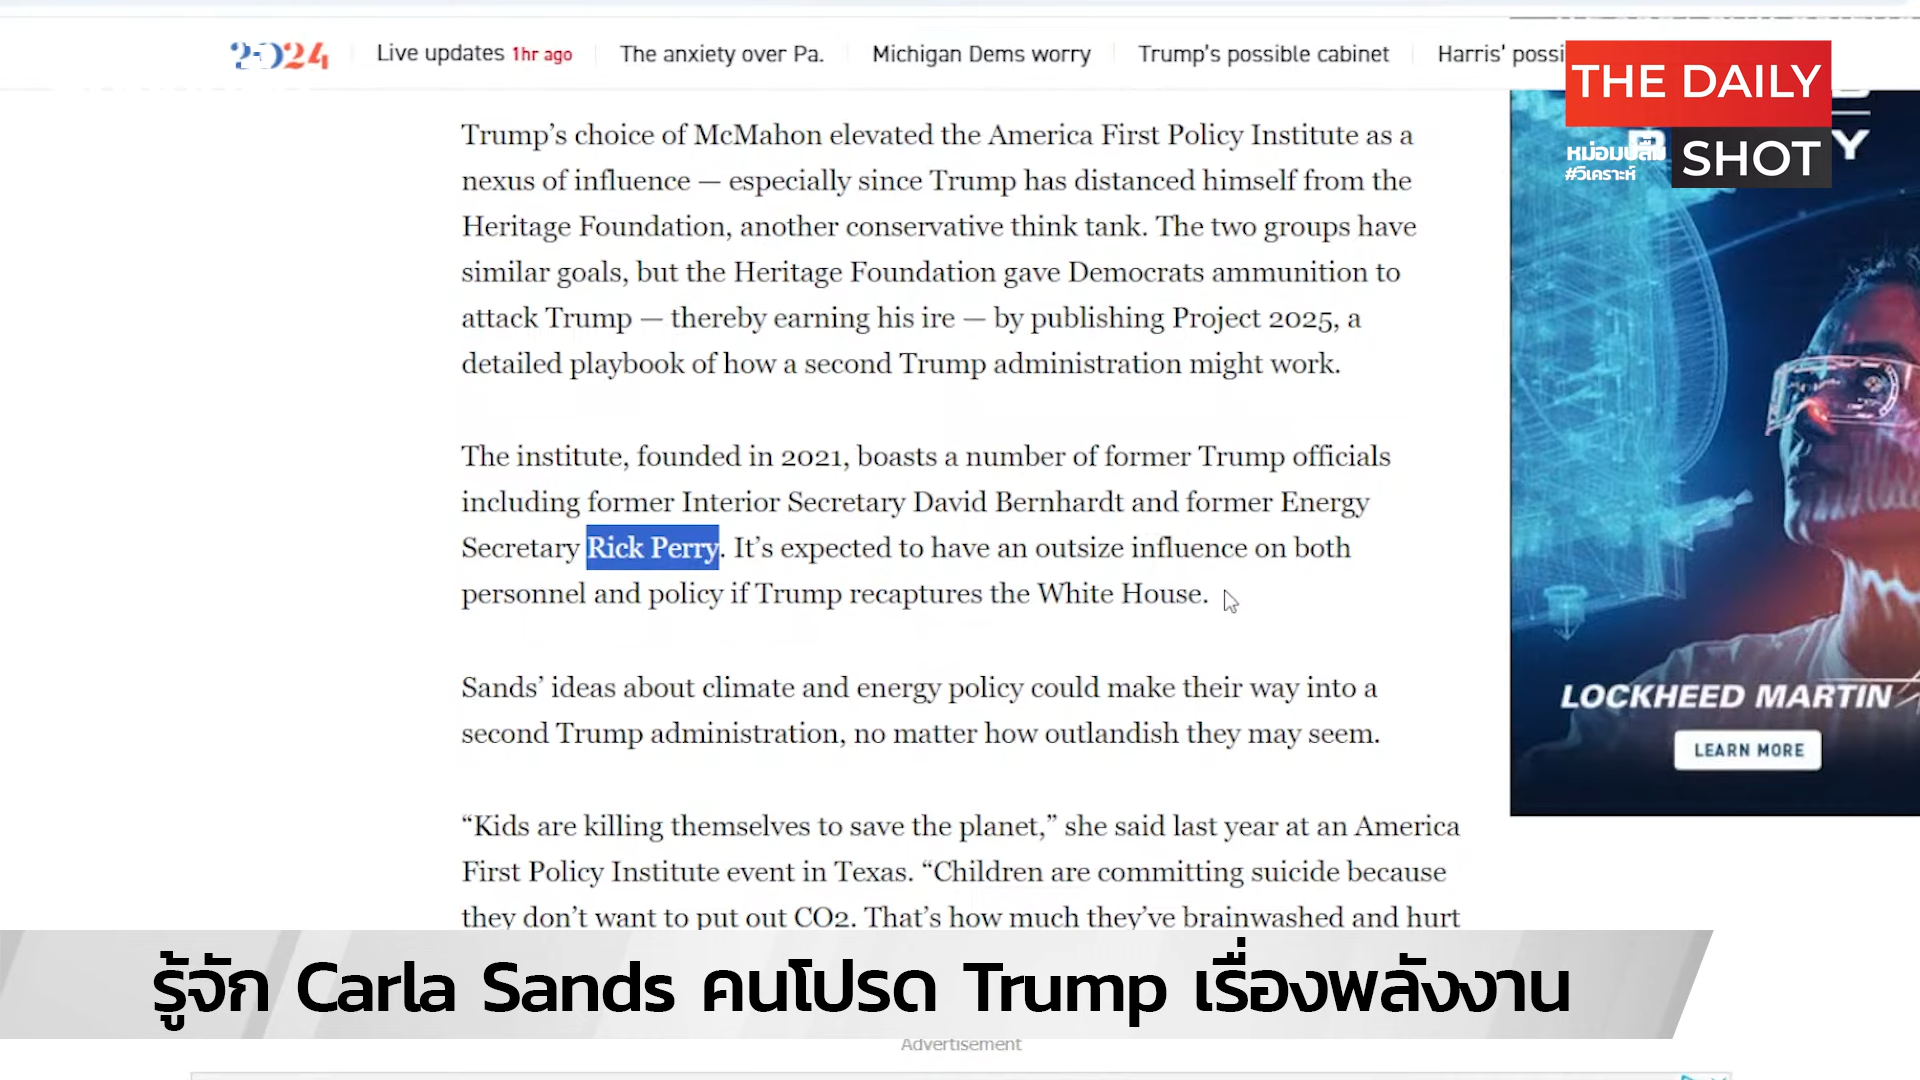 2024
Live updates 1hr ago
The anxiety over Pa.
Michigan Dems worry
Trump's possible cabinet
Harris' possi
THE DAILY
SHOT
หม่อมปลื้ม
#วิเคราะห์
Trump’s choice of McMahon elevated the America First Policy Institute as a
nexus of influence — especially since Trump has distanced himself from the
Heritage Foundation, another conservative think tank. The two groups have
similar goals, but the Heritage Foundation gave Democrats ammunition to
attack Trump — thereby earning his ire — by publishing Project 2025, a
detailed playbook of how a second Trump administration might work.
The institute, founded in 2021, boasts a number of former Trump officials
including former Interior Secretary David Bernhardt and former Energy
Secretary Rick Perry. It’s expected to have an outsize influence on both
personnel and policy if Trump recaptures the White House.
Sands’ ideas about climate and energy policy could make their way into a
second Trump administration, no matter how outlandish they may seem.
“Kids are killing themselves to save the planet,” she said last year at an America
First Policy Institute event in Texas. “Children are committing suicide because
they don’t want to put out CO2. That’s how much they’ve brainwashed and hurt
LOCKHEED MARTIN
LEARN MORE
รู้จัก Carla Sands คนโปรด Trump เรื่องพลังงาน
Advertisement